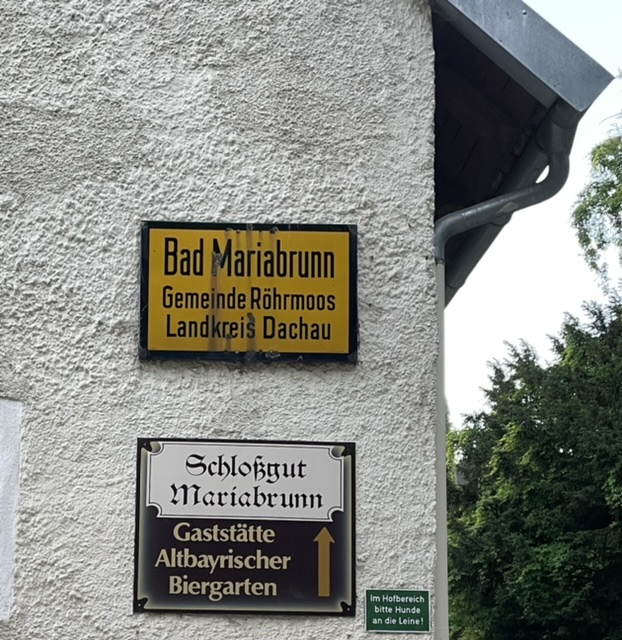 Bad Mariabrunn
Gemeinde Röhrmoos
Landkreis Dachau
Schloßgut
Mariabrunn
Gaststätte
Altbayrischer
Biergarten
Im Hofbereich
bitte Hunde
an die Leine!